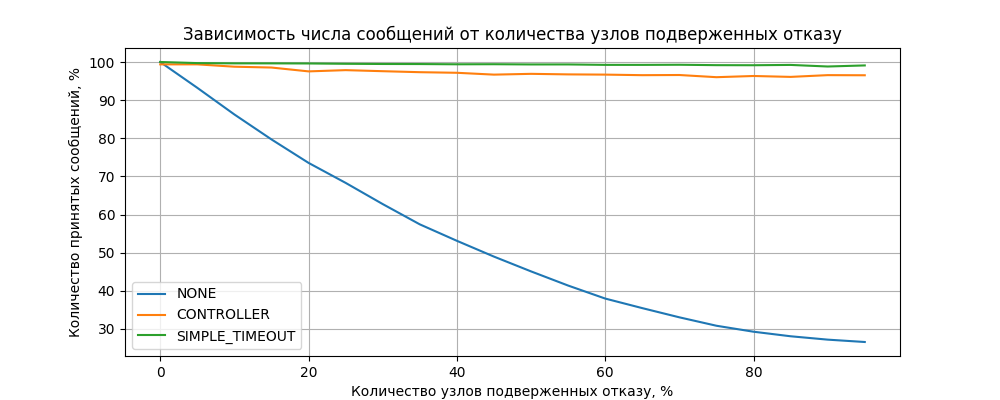 Зависимость числа сообщений от количества узлов подверженных отказу
Количество принятых сообщений, %
100
90
80
70
60
50
40
30
NONE
CONTROLLER
SIMPLE_TIMEOUT
0
20
40
60
80
Количество узлов подверженных отказу, %